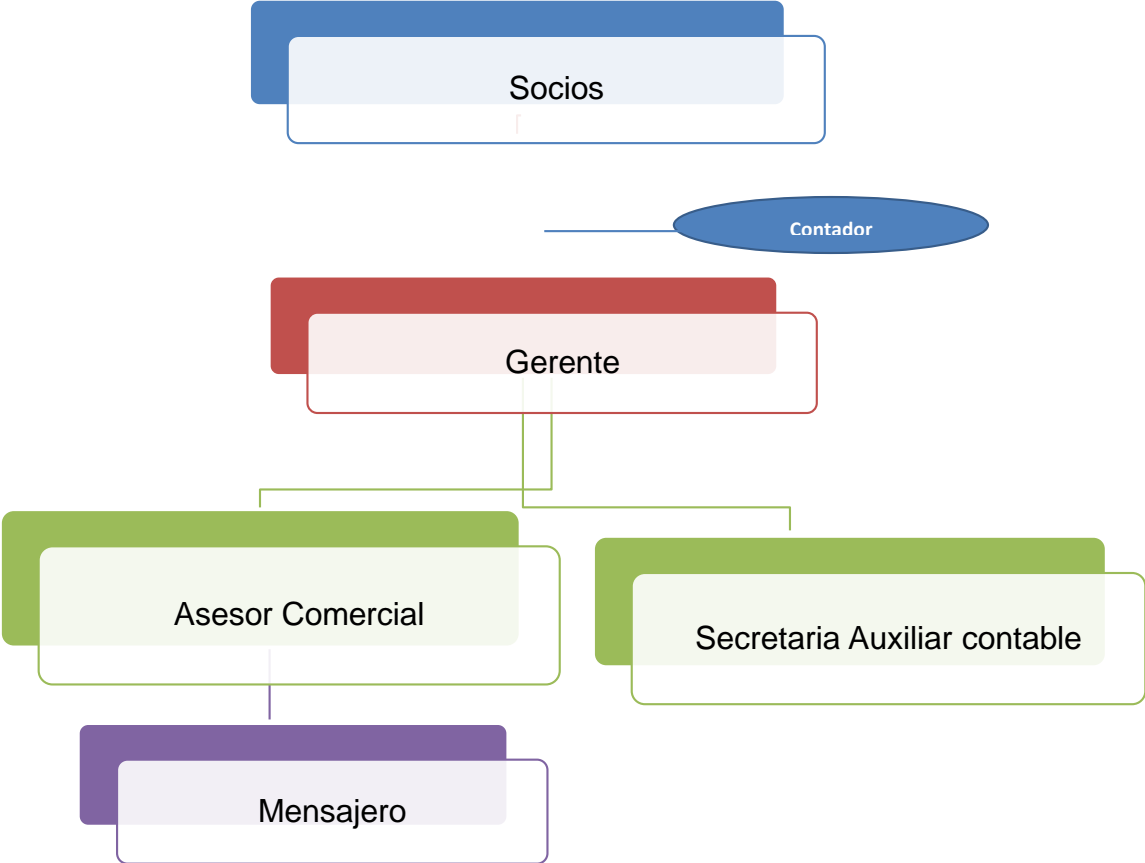 Socios
Contador
Gerente
Asesor Comercial
Secretaria Auxiliar contable
Mensajero